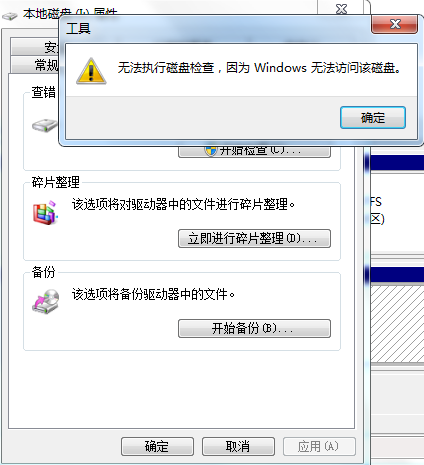 本地磁盘 (I:) 属性
工具
无法执行磁盘检查，因为 Windows 无法访问该磁盘。
确定
安
常规
查错
开始检查(C)...
FS
区)
碎片整理
该选项将对驱动器中的文件进行碎片整理。
立即进行碎片整理(D)...
备份
该选项将备份驱动器中的文件。
开始备份(B)...
确定
取消
应用(A)